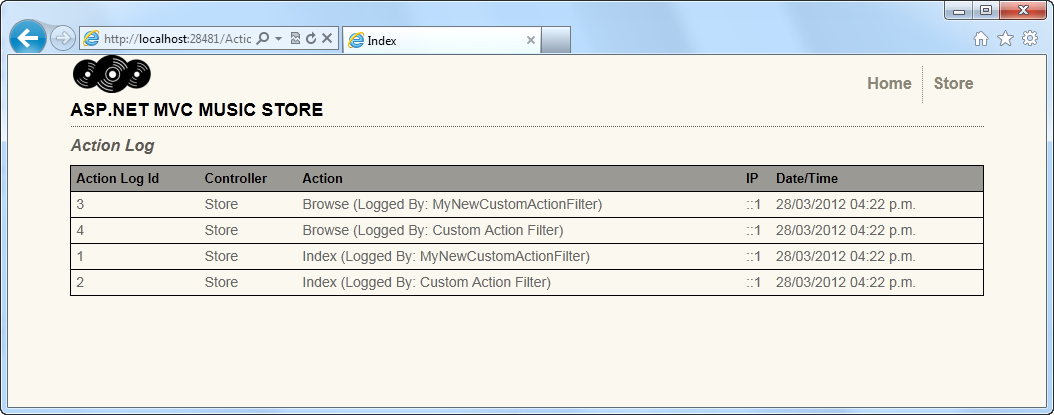 http://localhost:28481/Actic
Index
Home
Store
ASP.NET MVC MUSIC STORE
Action Log
Action Log Id Controller Action IP Date/Time
3 Store Browse (Logged By: MyNewCustomActionFilter) ::1 28/03/2012 04:22 p.m.
4 Store Browse (Logged By: Custom Action Filter) ::1 28/03/2012 04:22 p.m.
1 Store Index (Logged By: MyNewCustomActionFilter) ::1 28/03/2012 04:22 p.m.
2 Store Index (Logged By: Custom Action Filter) ::1 28/03/2012 04:22 p.m.